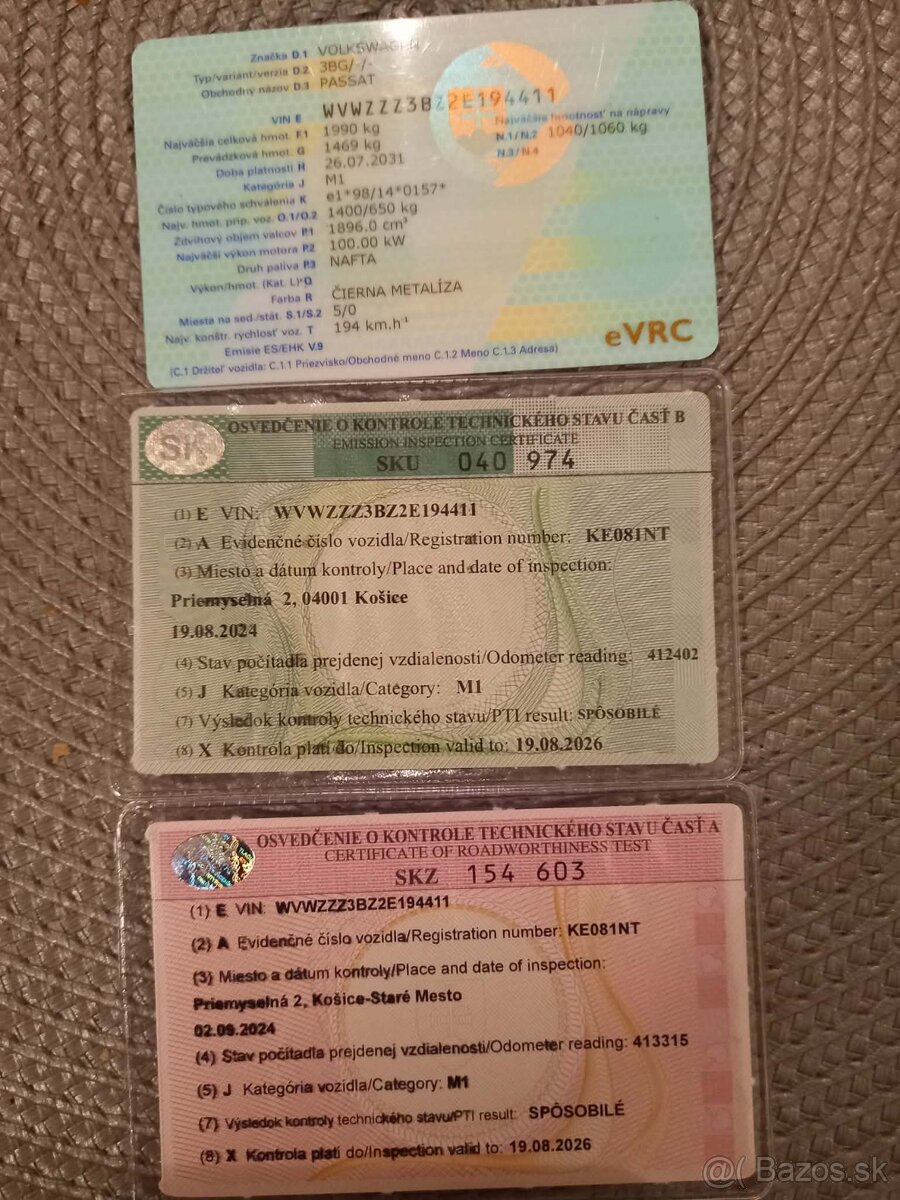 Značka D.1 VOLKSWAGEN
Typ/variant/verzia D.2 3BG/-/-
Obchodný názov D.3 PASSAT
VIN E WVWZZZ3BZ2E194411
Najväčšia celková hmot. F.1 1990 kg Najväčšia hmotnosť na nápravy
Prevádzková hmot. G 1469 kg N.1/N.2 1040/1060 kg
Doba platnosti H 26.07.2031 N.3/N.4
Kategória J M1
Číslo typového schválenia K e1*98/14*0157*
Najv. hmot. príp. voz. O.1/O.2 1400/650 kg
Zdvihový objem valcov P.1 1896.0 cm³
Najväčší výkon motora P.2 100.00 kW
Druh paliva P.3 NAFTA
Výkon/hmot. (Kat. L) Q
Farba R ČIERNA METALÍZA
Miesta na sed./stát. S.1/S.2 5/0
Najv. konštr. rýchlosť voz. T 194 km.h⁻¹
Emisie ES/EHK V.9
eVRC
(C.1 Držiteľ vozidla: C.1.1 Priezvisko/Obchodné meno C.1.2 Meno C.1.3 Adresa)
SK
OSVEDČENIE O KONTROLE TECHNICKÉHO STAVU ČASŤ B
EMISSION INSPECTION CERTIFICATE
SKU 040 974
(1) E VIN: WVWZZZ3BZ2E194411
(2) A Evidenčné číslo vozidla/Registration number: KE081NT
(3) Miesto a dátum kontroly/Place and date of inspection:
Priemyselná 2, 04001 Košice
19.08.2024
(4) Stav počítadla prejdenej vzdialenosti/Odometer reading: 412402
(5) J Kategória vozidla/Category: M1
(7) Výsledok kontroly technického stavu/PTI result: SPÔSOBILÉ
(8) X Kontrola platí do/Inspection valid to: 19.08.2026
OSVEDČENIE O KONTROLE TECHNICKÉHO STAVU ČASŤ A
CERTIFICATE OF ROADWORTHINESS TEST
SKZ 154 603
(1) E VIN: WVWZZZ3BZ2E194411
(2) A Evidenčné číslo vozidla/Registration number: KE081NT
(3) Miesto a dátum kontroly/Place and date of inspection:
Priemyselná 2, Košice-Staré Mesto
02.09.2024
(4) Stav počítadla prejdenej vzdialenosti/Odometer reading: 413315
(5) J Kategória vozidla/Category: M1
(7) Výsledok kontroly technického stavu/PTI result: SPÔSOBILÉ
(8) X Kontrola platí do/Inspection valid to: 19.08.2026
@( Bazos.sk